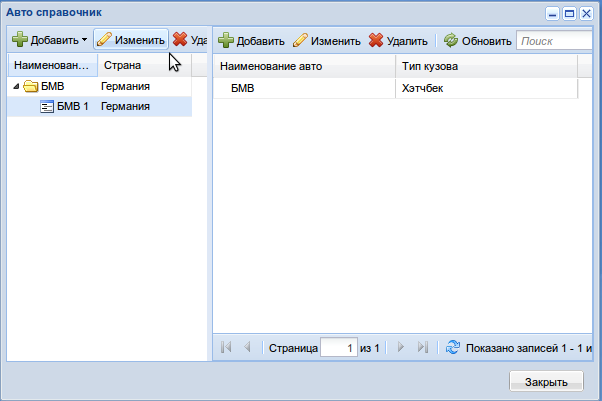 Авто справочник
Добавить Изменить Уда
Наименован... Страна
БМВ Германия
БМВ 1 Германия
Добавить Изменить Удалить Обновить Поиск
Наименование авто Тип кузова
БМВ Хэтчбек
Страница 1 из 1 Показано записей 1 - 1 и
Закрыть